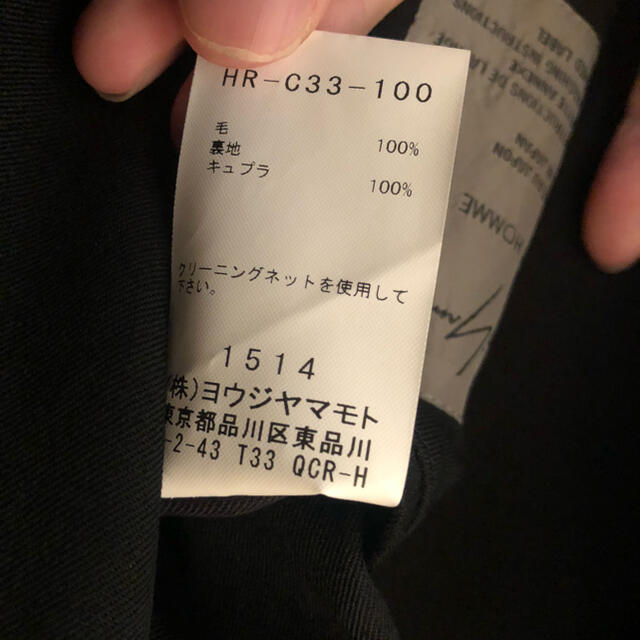 HR-C33-100
毛 100%
裏地
キュプラ 100%
クリーニングネットを使用して
下さい。
1514
(株)ヨウジヤマモト
東京都品川区東品川
-2-43 T33 QCR-H
HOMME